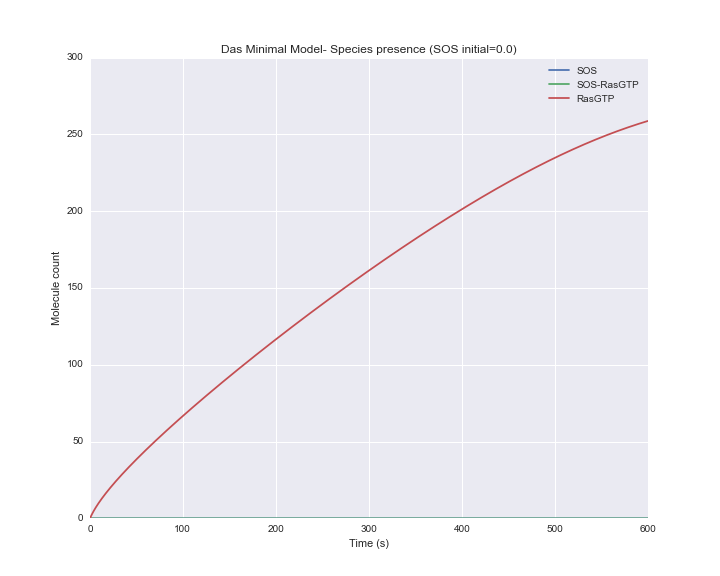 Das Minimal Model- Species presence (SOS initial=0.0)
300
250
200
150
100
50
0
Molecule count
SOS
SOS-RasGTP
RasGTP
0 100 200 300 400 500 600
Time (s)